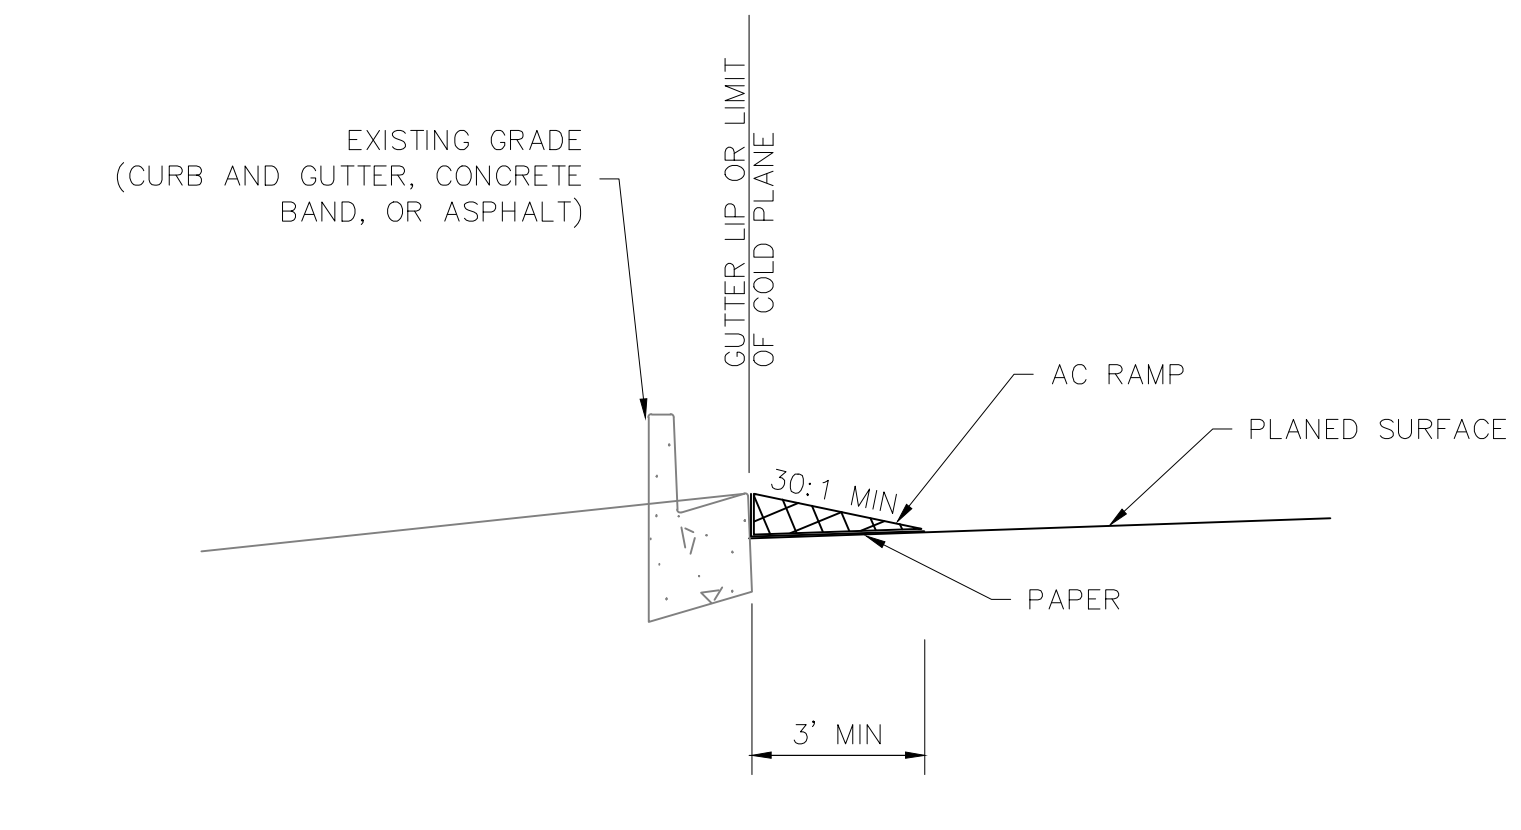 EXISTING GRADE
(CURB AND GUTTER, CONCRETE
BAND, OR ASPHALT)
GUTTER LIP OR LIMIT
OF COLD PLANE
AC RAMP
PLANED SURFACE
30:1 MIN
PAPER
3' MIN